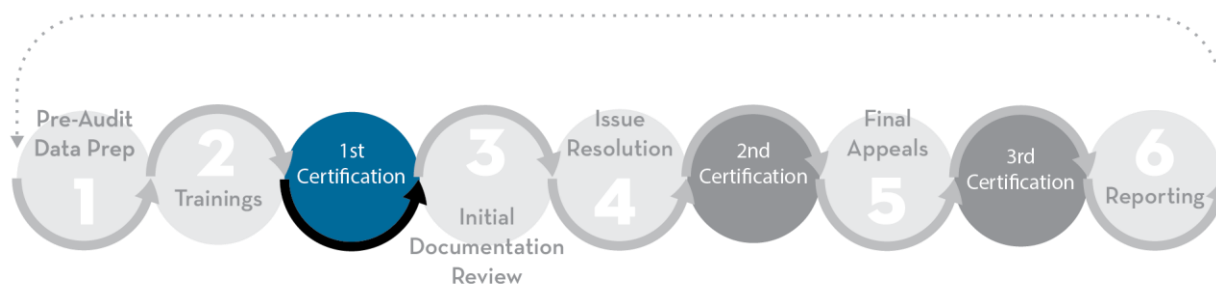 Pre-Audit
Data Prep
1
2
Trainings
1st
Certification
3
Initial
Documentation
Review
Issue
Resolution
4
2nd
Certification
Final
Appeals
5
3rd
Certification
6
Reporting